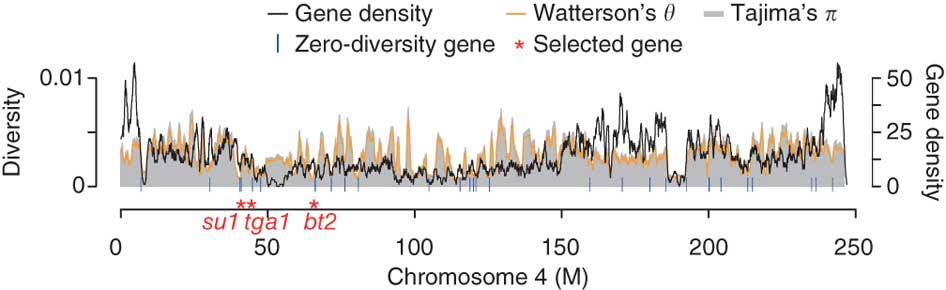 Gene density Watterson's θ Tajima's π
Zero-diversity gene * Selected gene
Diversity
0.01
0
Gene density
50
25
0
* * *
su1 tga1 bt2
0 50 100 150 200 250
Chromosome 4 (M)